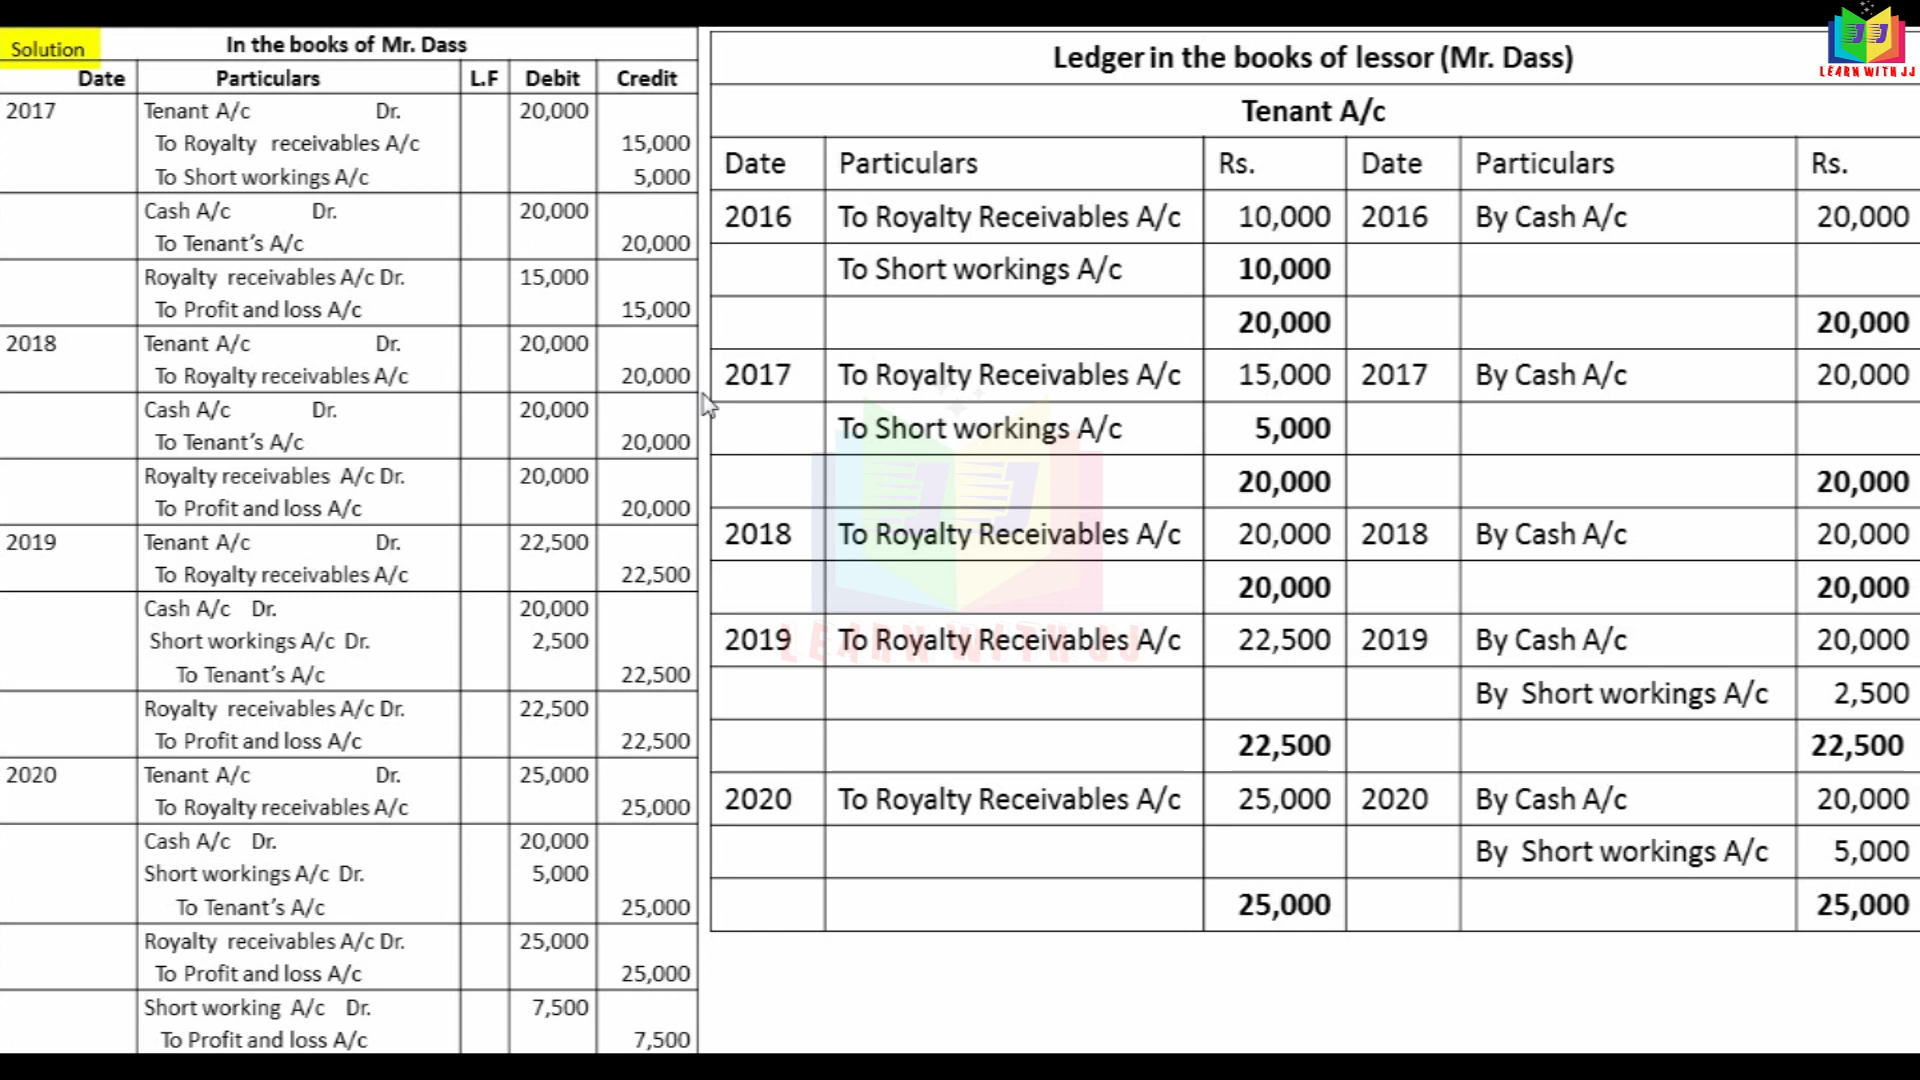 Solution
In the books of Mr. Dass
Date Particulars L.F Debit Credit
2017 Tenant A/c Dr. 20,000
To Royalty receivables A/c 15,000
To Short workings A/c 5,000
Cash A/c Dr. 20,000
To Tenant’s A/c 20,000
Royalty receivables A/c Dr. 15,000
To Profit and loss A/c 15,000
2018 Tenant A/c Dr. 20,000
To Royalty receivables A/c 20,000
Cash A/c Dr. 20,000
To Tenant’s A/c 20,000
Royalty receivables A/c Dr. 20,000
To Profit and loss A/c 20,000
2019 Tenant A/c Dr. 22,500
To Royalty receivables A/c 22,500
Cash A/c Dr. 20,000
Short workings A/c Dr. 2,500
To Tenant’s A/c 22,500
Royalty receivables A/c Dr. 22,500
To Profit and loss A/c 22,500
2020 Tenant A/c Dr. 25,000
To Royalty receivables A/c 25,000
Cash A/c Dr. 20,000
Short workings A/c Dr. 5,000
To Tenant’s A/c 25,000
Royalty receivables A/c Dr. 25,000
To Profit and loss A/c 25,000
Short working A/c Dr. 7,500
To Profit and loss A/c 7,500
Ledger in the books of lessor (Mr. Dass)
Tenant A/c
Date Particulars Rs. Date Particulars Rs.
2016 To Royalty Receivables A/c 10,000 2016 By Cash A/c 20,000
To Short workings A/c 10,000
20,000 20,000
2017 To Royalty Receivables A/c 15,000 2017 By Cash A/c 20,000
To Short workings A/c 5,000
20,000 20,000
2018 To Royalty Receivables A/c 20,000 2018 By Cash A/c 20,000
20,000 20,000
2019 To Royalty Receivables A/c 22,500 2019 By Cash A/c 20,000
By Short workings A/c 2,500
22,500 22,500
2020 To Royalty Receivables A/c 25,000 2020 By Cash A/c 20,000
By Short workings A/c 5,000
25,000 25,000
JJ
LEARN WITH JJ
JJ
LEARN WITH JJ